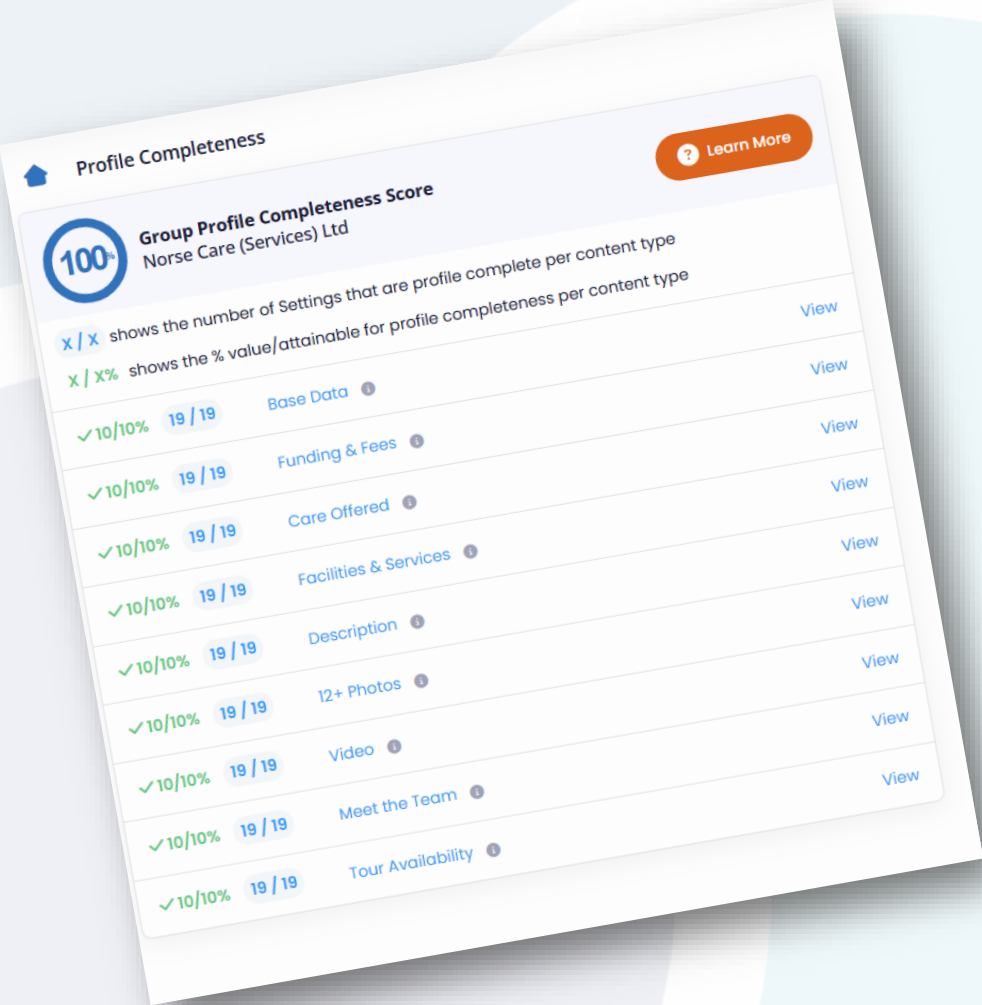 Profile Completeness
100%
Group Profile Completeness Score
Norse Care (Services) Ltd
? Learn More
X / X shows the number of Settings that are profile complete per content type
X / X% shows the % value/attainable for profile completeness per content type
10/10% 19 / 19 Base Data View
10/10% 19 / 19 Funding & Fees View
10/10% 19 / 19 Care Offered View
10/10% 19 / 19 Facilities & Services View
10/10% 19 / 19 Description View
10/10% 19 / 19 12+ Photos View
10/10% 19 / 19 Video View
10/10% 19 / 19 Meet the Team View
10/10% 19 / 19 Tour Availability View